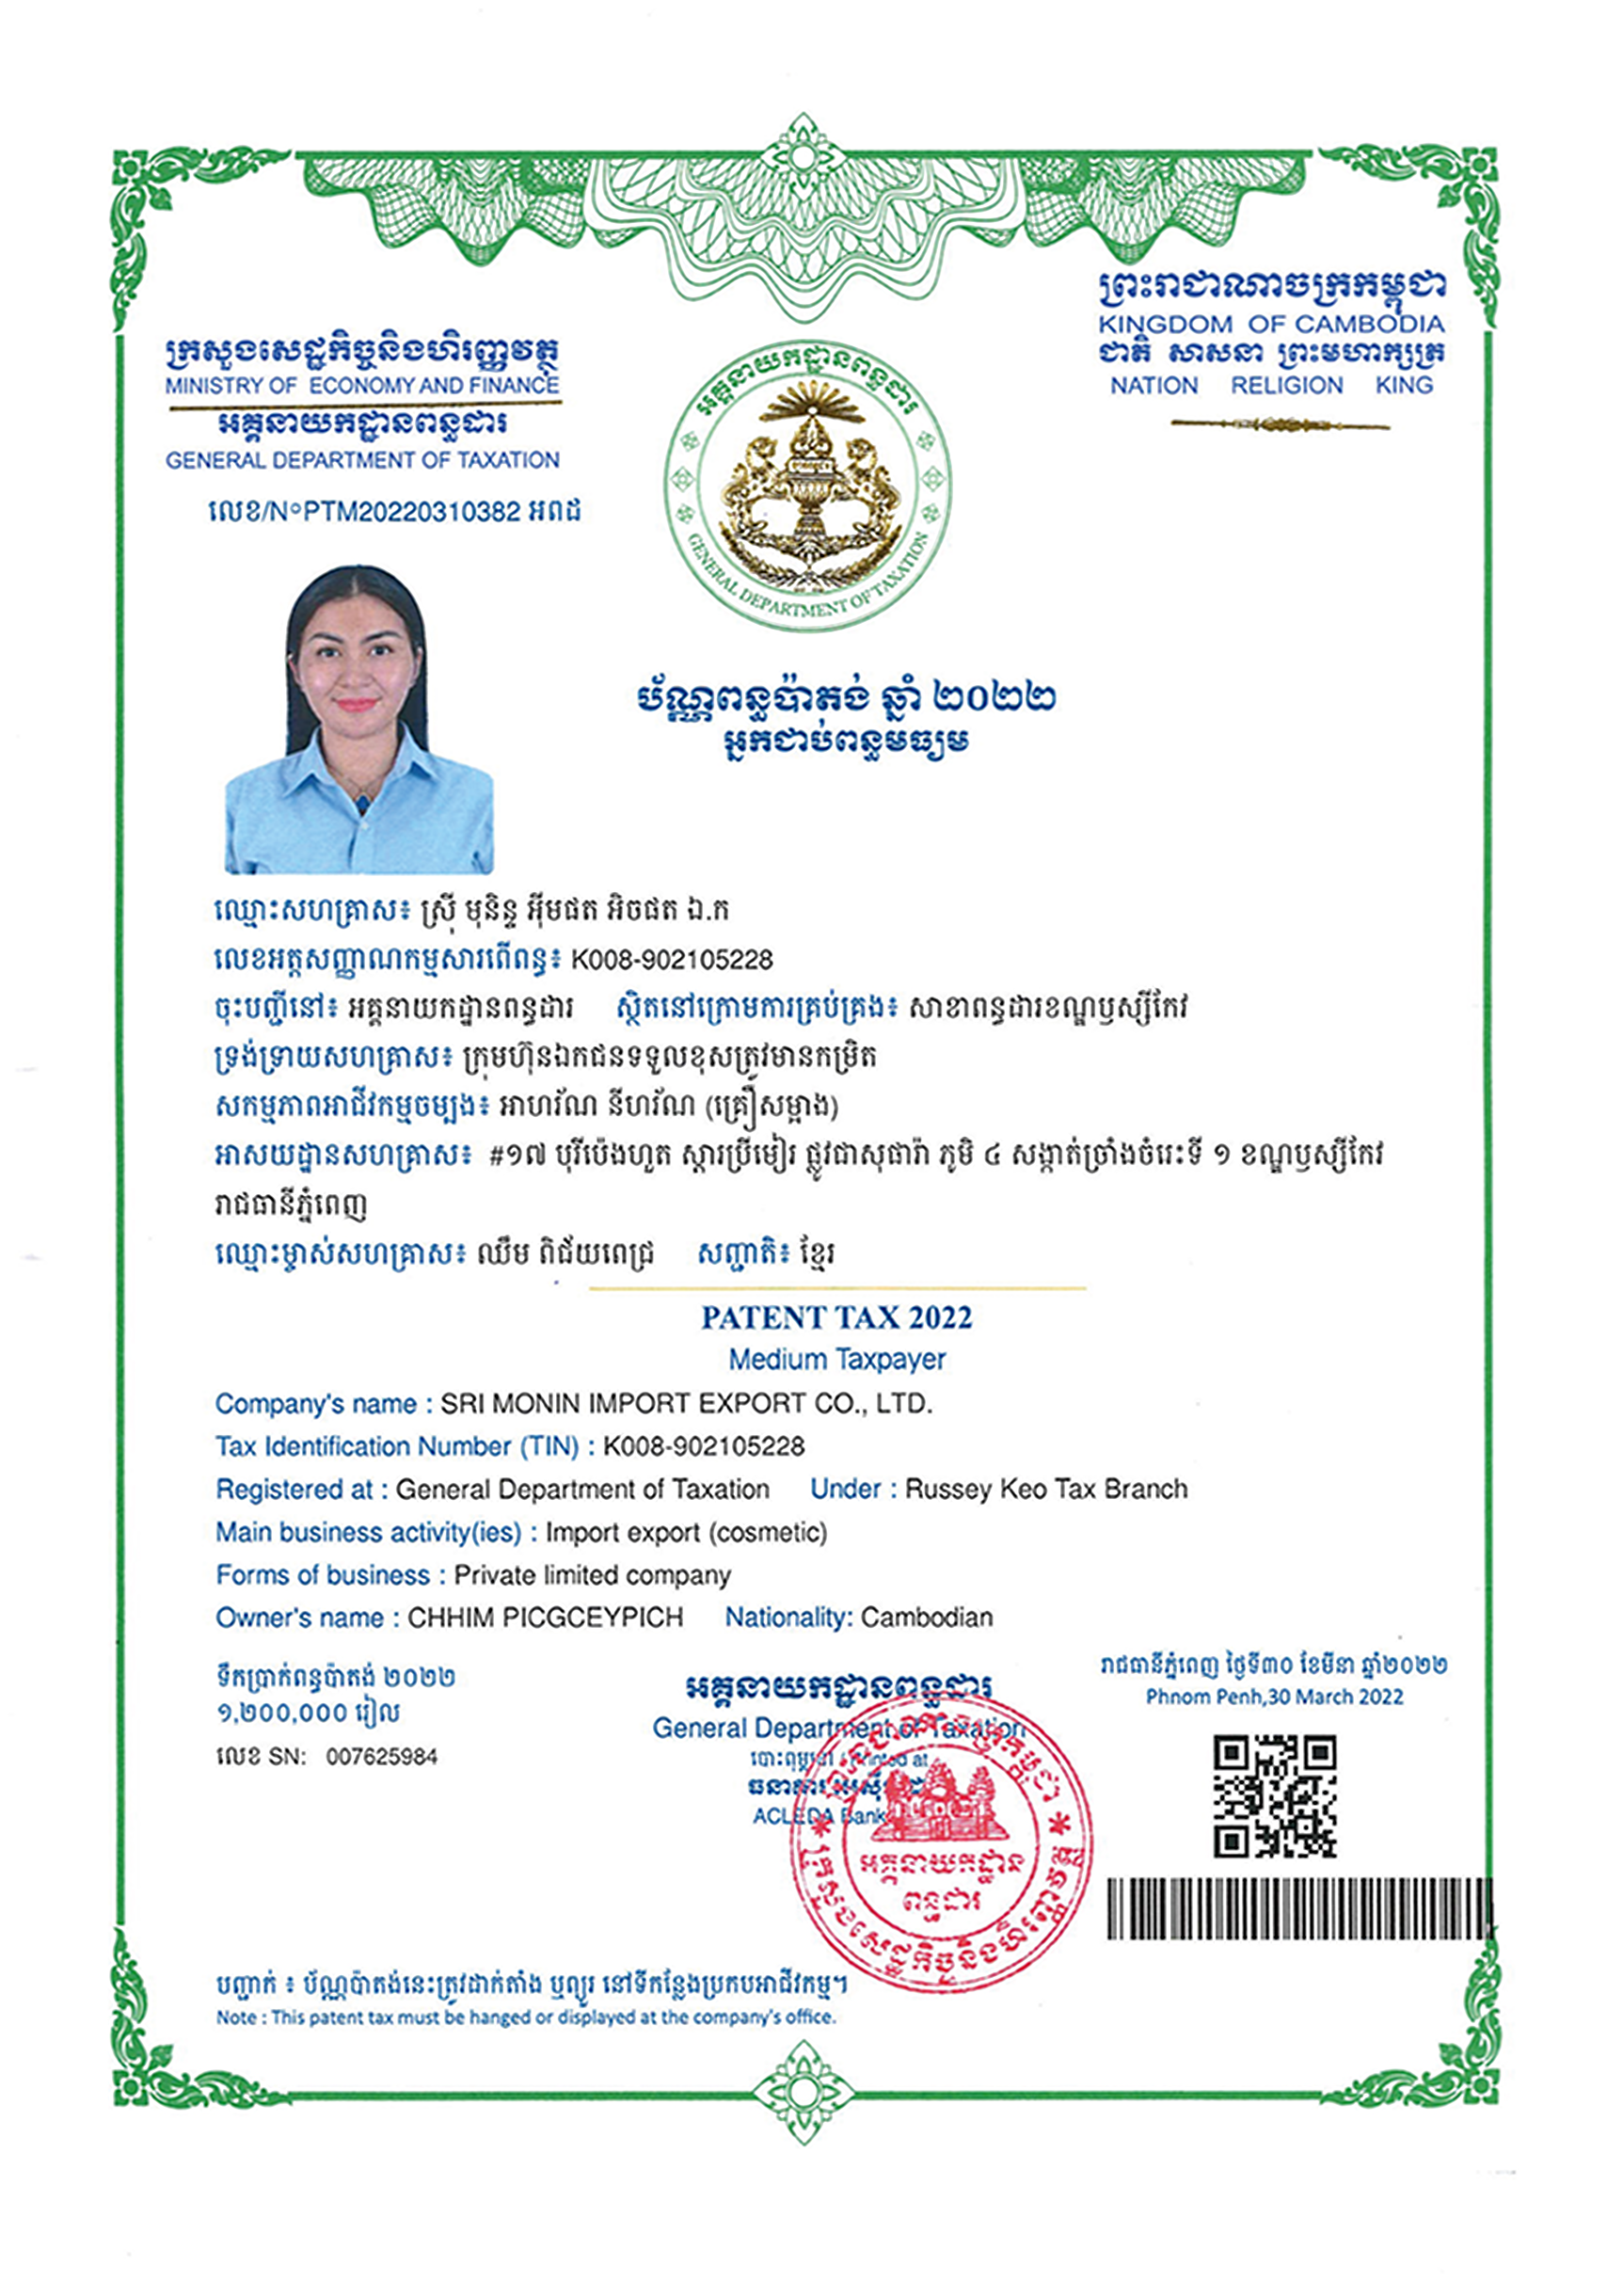 ព្រះរាជាណាចក្រកម្ពុជា
KINGDOM OF CAMBODIA
ជាតិ សាសនា ព្រះមហាក្សត្រ
NATION RELIGION KING
ក្រសួងសេដ្ឋកិច្ចនិងហិរញ្ញវត្ថុ
MINISTRY OF ECONOMY AND FINANCE
អគ្គនាយកដ្ឋានពន្ធដារ
GENERAL DEPARTMENT OF TAXATION
លេខ/N°PTM20220310382 អពដ
អគ្គនាយកដ្ឋានពន្ធដារ
GENERAL DEPARTMENT OF TAXATION
ប័ណ្ណពន្ធប៉ាតង់ ឆ្នាំ ២០២២
អ្នកជាប់ពន្ធមធ្យម
ឈ្មោះសហគ្រាស៖ ស្រ៊ី មុនិន្ទ អ៊ីមផត អិចផត ឯ.ក
លេខអត្តសញ្ញាណកម្មសារពើពន្ធ៖ K008-902105228
ចុះបញ្ជីនៅ៖ អគ្គនាយកដ្ឋានពន្ធដារ ស្ថិតនៅក្រោមការគ្រប់គ្រង៖ សាខាពន្ធដារខណ្ឌឫស្សីកែវ
ទ្រង់ទ្រាយសហគ្រាស៖ ក្រុមហ៊ុនឯកជនទទួលខុសត្រូវមានកម្រិត
សកម្មភាពអាជីវកម្មចម្បង៖ អាហរ័ណ នីហរ័ណ (គ្រឿងសម្អាង)
អាសយដ្ឋានសហគ្រាស៖ #១៧ បុរីប៉េងហួត ស្តារប្រីមៀរ ផ្លូវជាសុផារ៉ា ភូមិ ៤ សង្កាត់ច្រាំងចំរេះទី ១ ខណ្ឌឫស្សីកែវ
រាជធានីភ្នំពេញ
ឈ្មោះម្ចាស់សហគ្រាស៖ ឈឹម ពិជ័យពេជ្រ សញ្ជាតិ៖ ខ្មែរ
PATENT TAX 2022
Medium Taxpayer
Company's name : SRI MONIN IMPORT EXPORT CO., LTD.
Tax Identification Number (TIN) : K008-902105228
Registered at : General Department of Taxation Under : Russey Keo Tax Branch
Main business activity(ies) : Import export (cosmetic)
Forms of business : Private limited company
Owner's name : CHHIM PICGCEYPICH Nationality: Cambodian
ទឹកប្រាក់ពន្ធប៉ាតង់ ២០២២
១,២០០,០០០ រៀល
លេខ SN: 007625984
អគ្គនាយកដ្ឋានពន្ធដារ
General Department of Taxation
បោះពុម្ពនៅ / Printed at
ធនាគារ អេស៊ីលីដា
ACLEDA Bank
ព្រះរាជាណាចក្រកម្ពុជា
អគ្គនាយកដ្ឋាន
ពន្ធដារ
ក្រសួងសេដ្ឋកិច្ចនិងហិរញ្ញវត្ថុ
រាជធានីភ្នំពេញ ថ្ងៃទី៣០ ខែមីនា ឆ្នាំ២០២២
Phnom Penh,30 March 2022
បញ្ជាក់ ៖ ប័ណ្ណប៉ាតង់នេះត្រូវដាក់តាំង ឬព្យួរ នៅទីកន្លែងប្រកបអាជីវកម្ម។
Note : This patent tax must be hanged or displayed at the company's office.